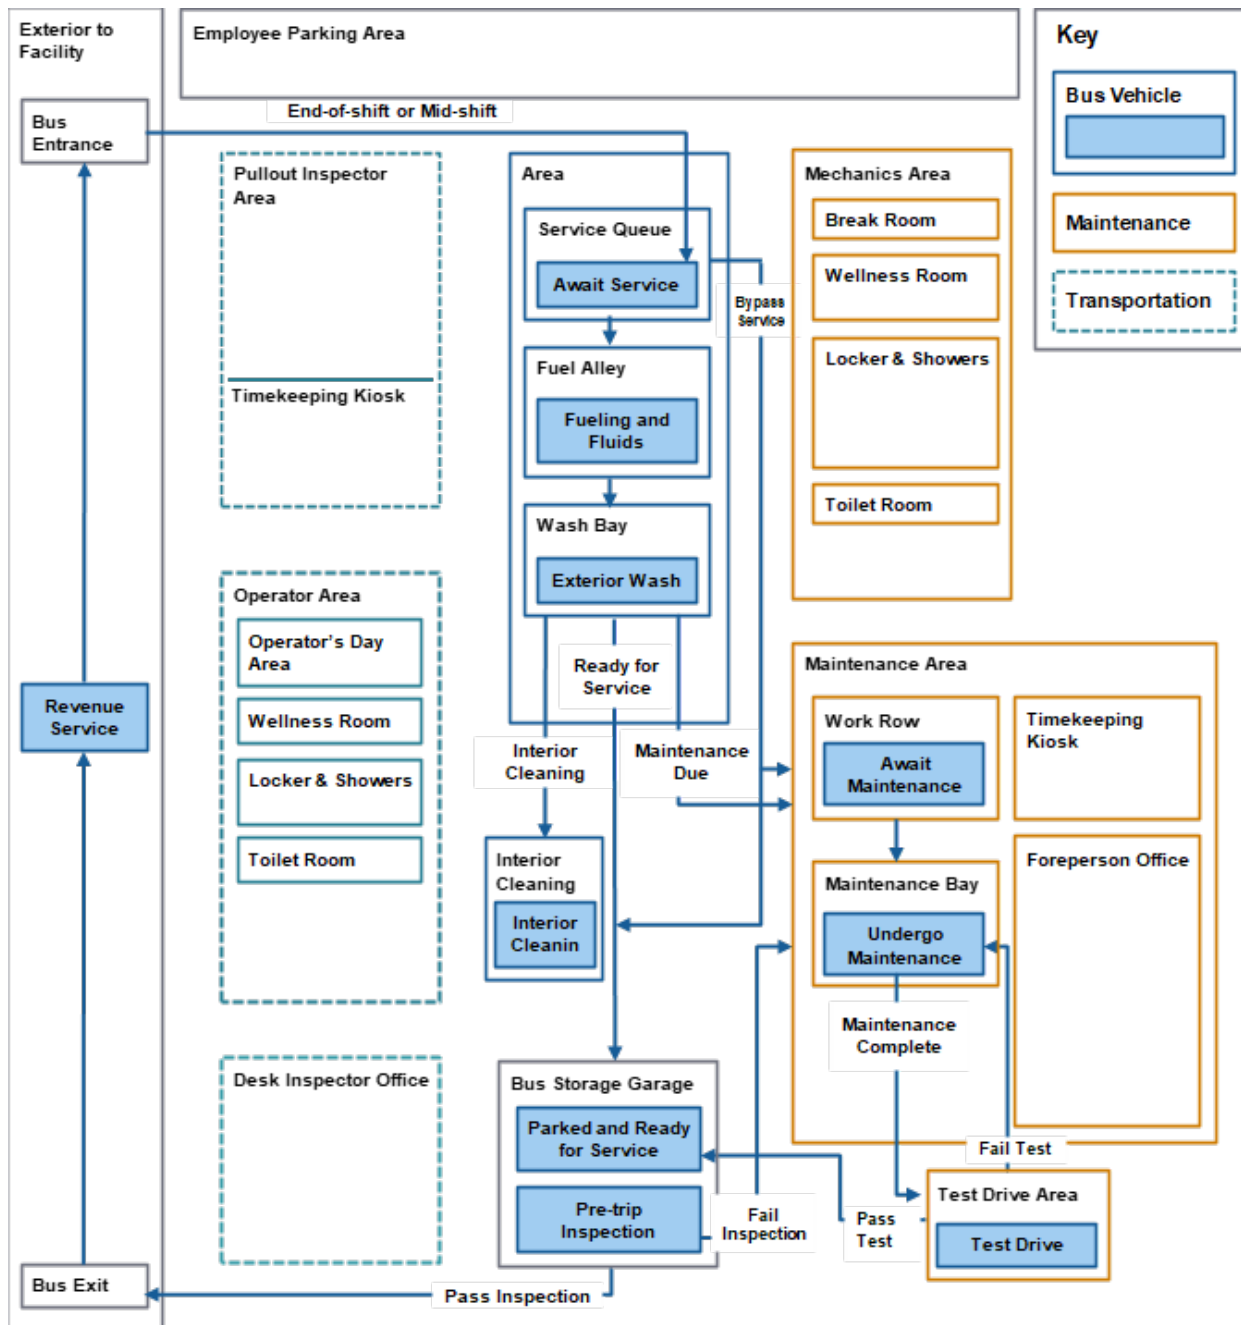 Exterior to
Facility
Employee Parking Area
Key
Bus Vehicle
Maintenance
Transportation
End-of-shift or Mid-shift
Bus
Entrance
Pullout Inspector
Area
Timekeeping Kiosk
Area
Service Queue
Await Service
Bypass
Service
Fuel Alley
Fueling and
Fluids
Wash Bay
Exterior Wash
Mechanics Area
Break Room
Wellness Room
Locker & Showers
Toilet Room
Operator Area
Operator's Day
Area
Wellness Room
Locker & Showers
Toilet Room
Revenue
Service
Ready for
Service
Interior
Cleaning
Maintenance
Due
Interior
Cleaning
Interior
Cleanin
Maintenance Area
Work Row
Await
Maintenance
Timekeeping
Kiosk
Maintenance Bay
Undergo
Maintenance
Foreperson Office
Maintenance
Complete
Desk Inspector Office
Bus Storage Garage
Parked and Ready
for Service
Pre-trip
Inspection
Fail
Inspection
Pass
Test
Fail Test
Test Drive Area
Test Drive
Bus Exit
Pass Inspection